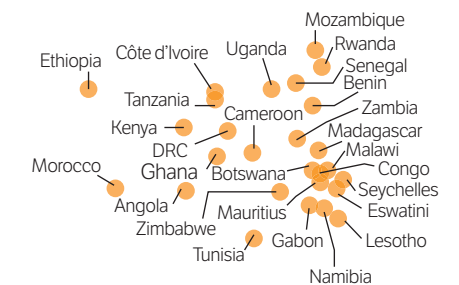 Mozambique
Rwanda
Côte d'Ivoire
Uganda
Ethiopia
Senegal
Benin
Tanzania
Cameroon
Zambia
Kenya
Madagascar
DRC
Malawi
Morocco
Ghana
Botswana
Congo
Seychelles
Angola
Mauritius
Eswatini
Zimbabwe
Tunisia
Gabon
Lesotho
Namibia